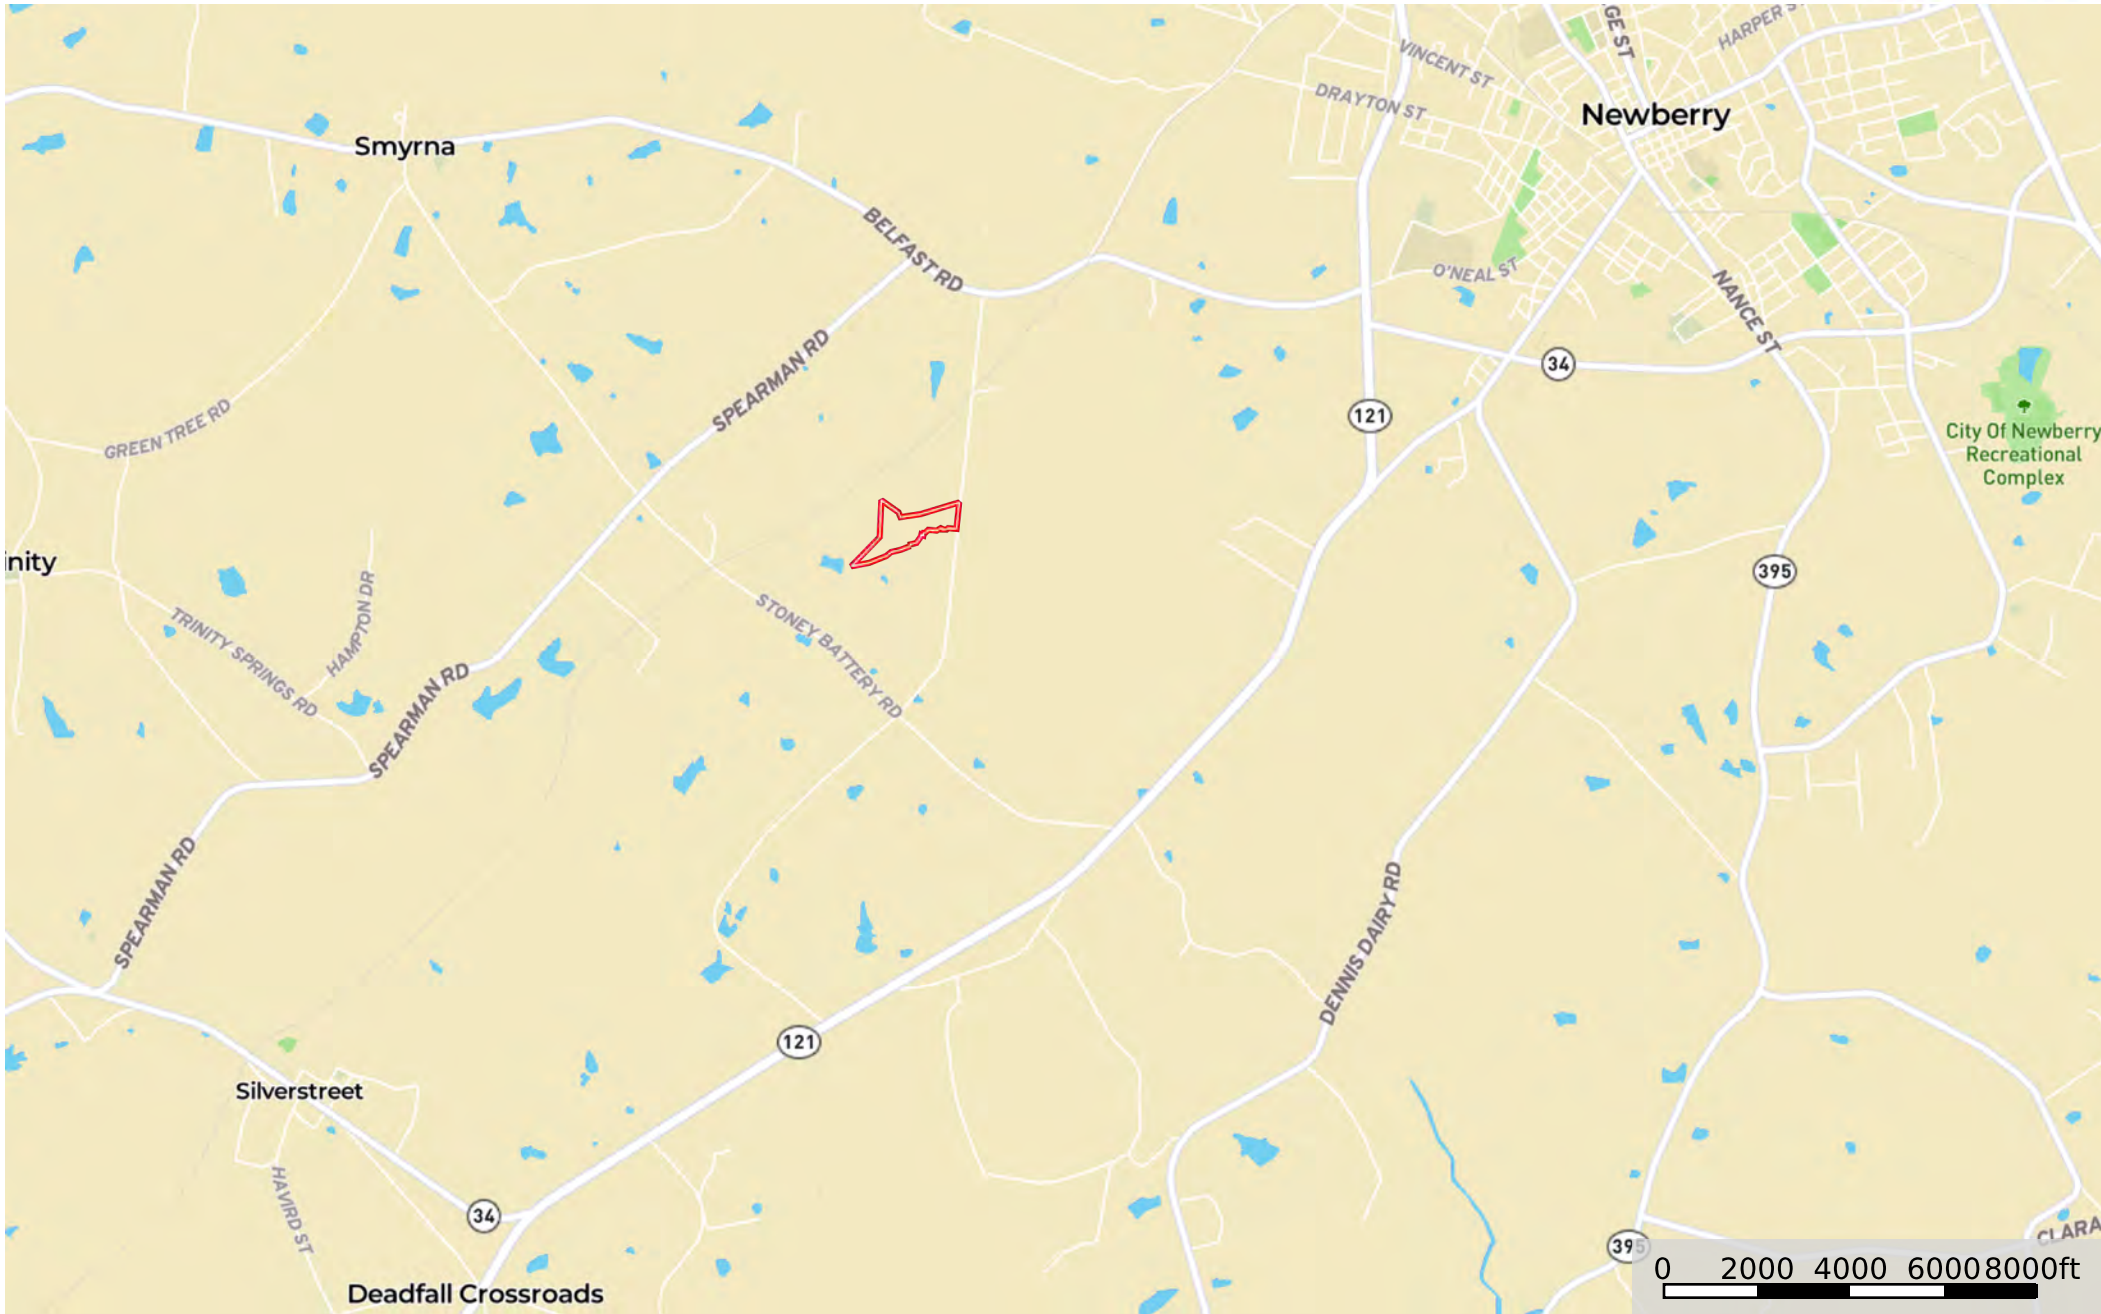 GE ST
HARPER S
VINCENT ST
DRAYTON ST
Newberry
Smyrna
BELFAST RD
O'NEAL ST
NANCE ST
SPEARMAN RD
34
121
GREEN TREE RD
City Of Newberry
Recreational
Complex
inity
395
STONEY BATTERY RD
TRINITY SPRINGS RD
HAMPTON DR
SPEARMAN RD
SPEARMAN RD
DENNIS DAIRY RD
121
Silverstreet
HAVIRD ST
34
395
CLARA
Deadfall Crossroads
0 2000 4000 6000 8000ft